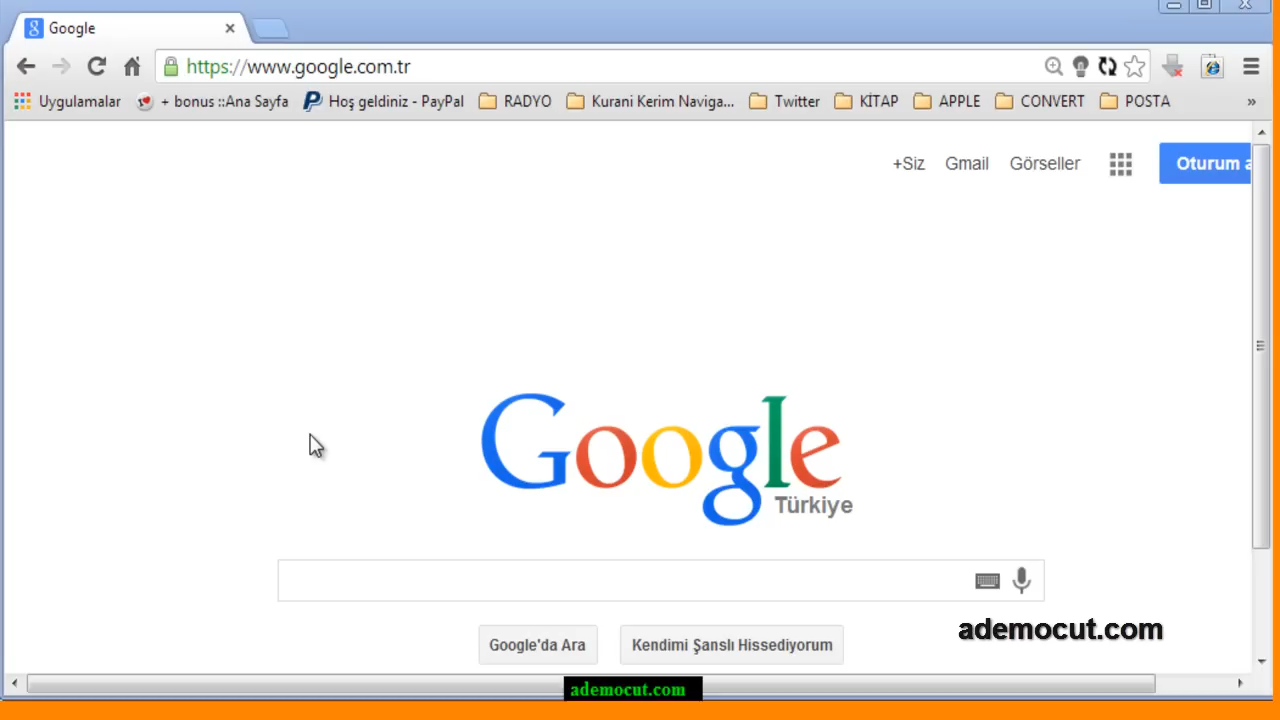 Google
https://www.google.com.tr
Uygulamalar + bonus ::Ana Sayfa Hoş geldiniz - PayPal RADYO Kurani Kerim Naviga... Twitter KİTAP APPLE CONVERT POSTA »
+Siz Gmail Görseller Oturum a
Google
Türkiye
Google'da Ara Kendimi Şanslı Hissediyorum
ademocut.com
ademocut.com